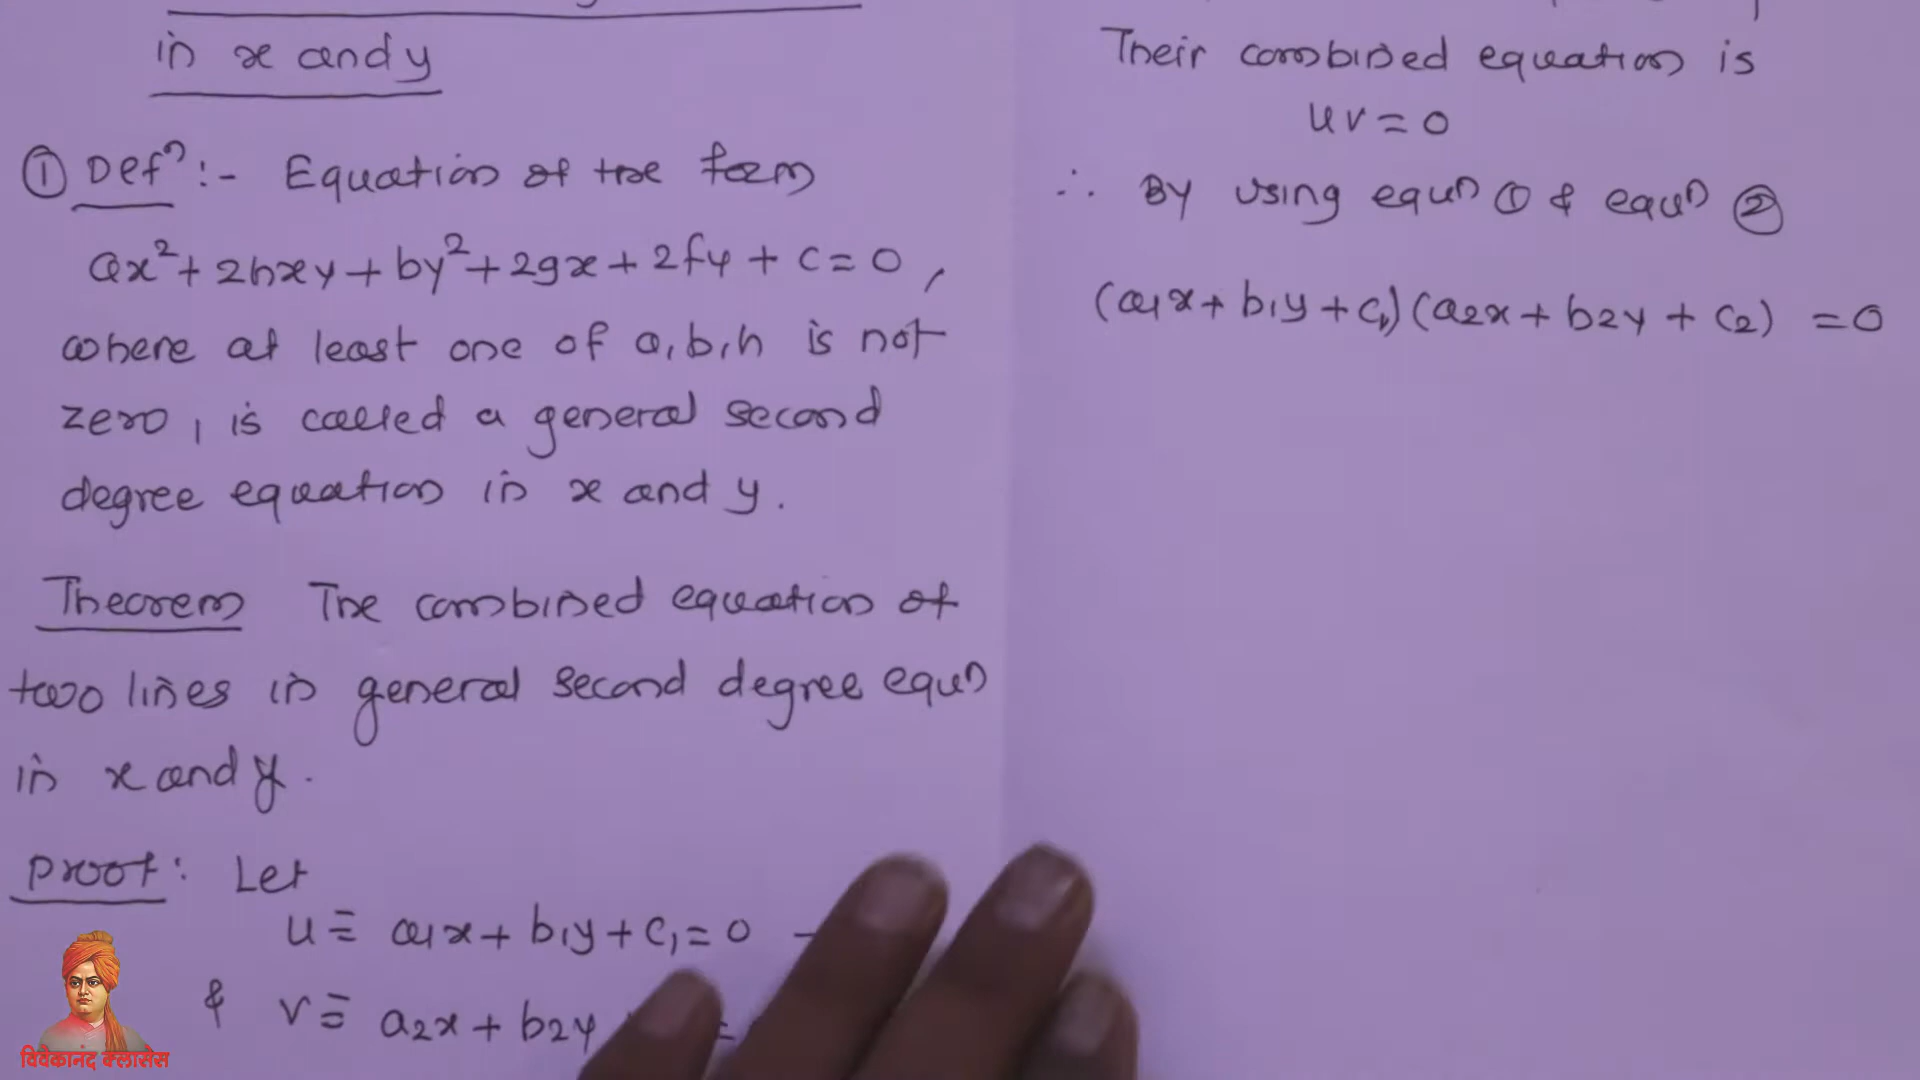 in x and y
① Defⁿ :- Equation of the form
ax² + 2hxy + by² + 2gx + 2fy + c = 0 ,
where at least one of a, b, h is not
zero, is called a general second
degree equation in x and y.
Theorem The combined equation of
two lines in general second degree equn
in x and y.
Proof : Let
u ≡ a1x + b1y + c1 = 0 -
& v ≡ a2x + b2y =
Their combined equation is
uv = 0
∴ By using equn ① & equn ②
(a1x + b1y + c1) (a2x + b2y + c2) = 0
विवेकानंद क्लासेस